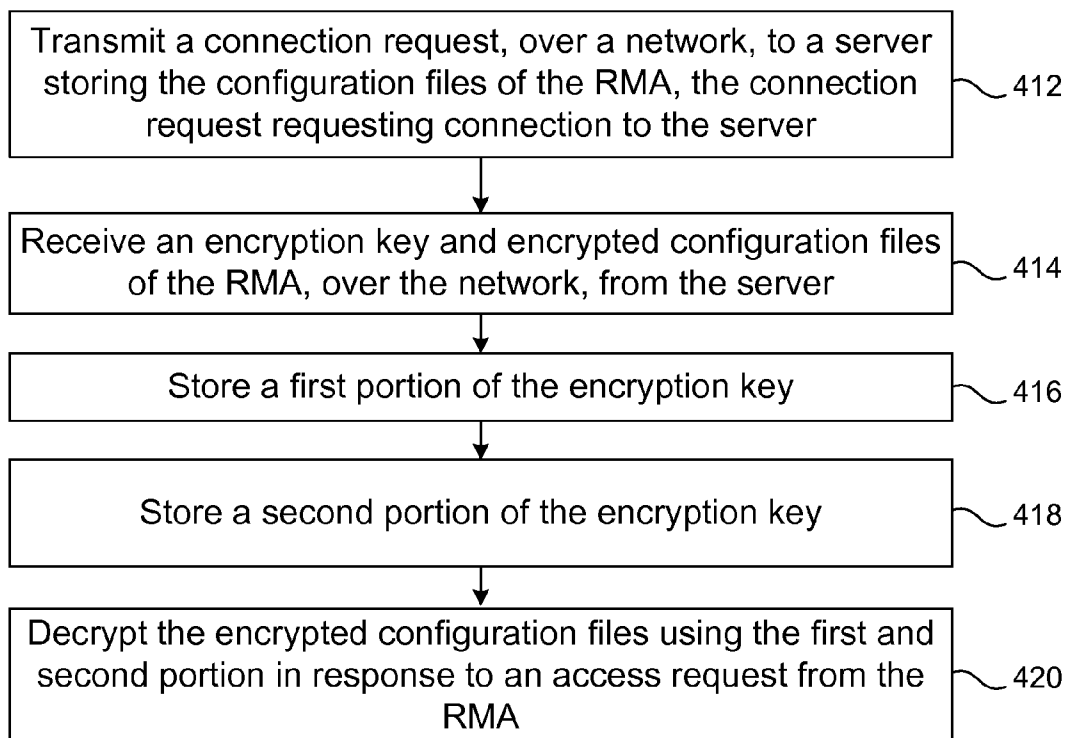 Transmit a connection request, over a network, to a server
storing the configuration files of the RMA, the connection
request requesting connection to the server
412
Receive an encryption key and encrypted configuration files
of the RMA, over the network, from the server
414
Store a first portion of the encryption key
416
Store a second portion of the encryption key
418
Decrypt the encrypted configuration files using the first and
second portion in response to an access request from the
RMA
420